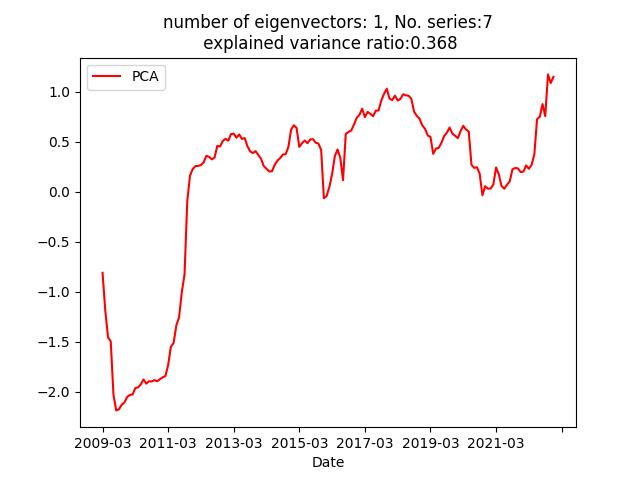 number of eigenvectors: 1, No. series:7
explained variance ratio:0.368
PCA
1.0
0.5
0.0
−0.5
−1.0
−1.5
−2.0
2009-03 2011-03 2013-03 2015-03 2017-03 2019-03 2021-03
Date